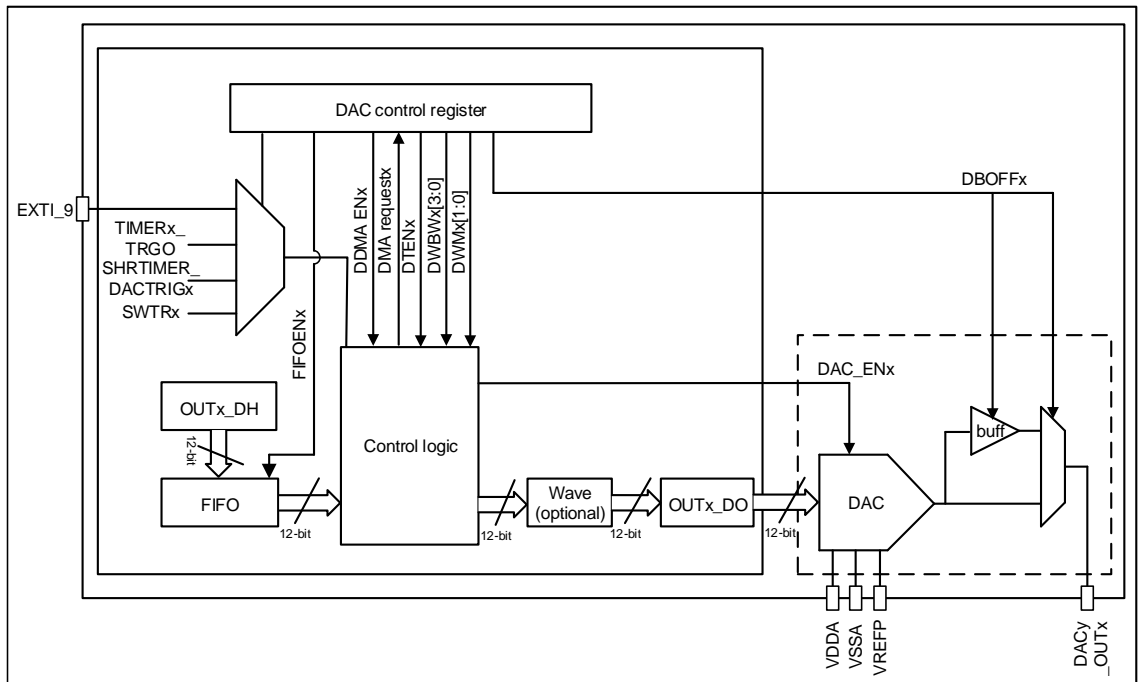 DAC control register
DBOFFx
EXTI_9
TIMERx_
TRGO
SHRTIMER_
DACTRIGx
SWTRx
FIFOENx
DDMA ENx
DMA requestx
DTENx
DWBWx[3:0]
DWMx[1:0]
DAC_ENx
OUTx_DH
12-bit
buff
Control logic
FIFO
12-bit
12-bit
Wave
(optional)
12-bit
OUTx_DO
12-bit
DAC
VDDA
VSSA
VREFP
DACy
_OUTx